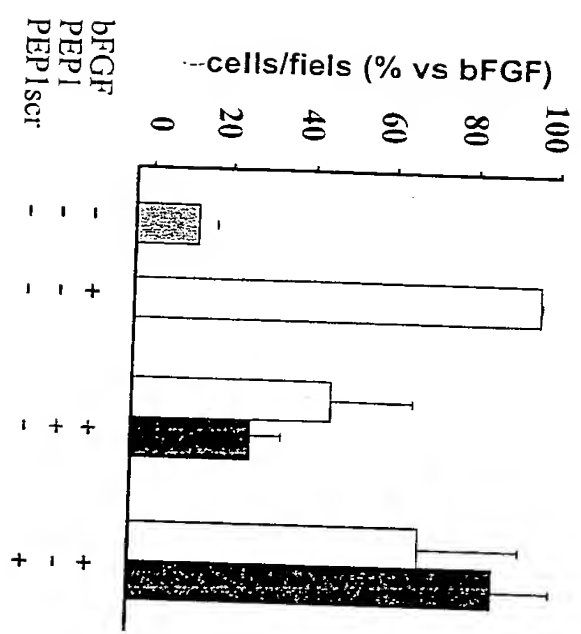 --cells/fiels (% vs bFGF)
100
80
60
40
20
0
bFGF - + + +
PEP1 - - + -
PEP1scr - - - +